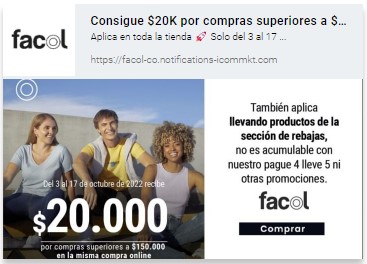 facol
Consigue $20K por compras superiores a $...
Aplica en toda la tienda 🚀 Solo del 3 al 17 ...
https://facol-co.notifications-icommkt.com
Del 3 al 17 de octubre de 2022 recibe
$20.000
por compras superiores a $150.000
en la misma compra online
También aplica
llevando productos de la
sección de rebajas,
no es acumulable con
nuestro pague 4 lleve 5 ni
otras promociones.
facol
Comprar